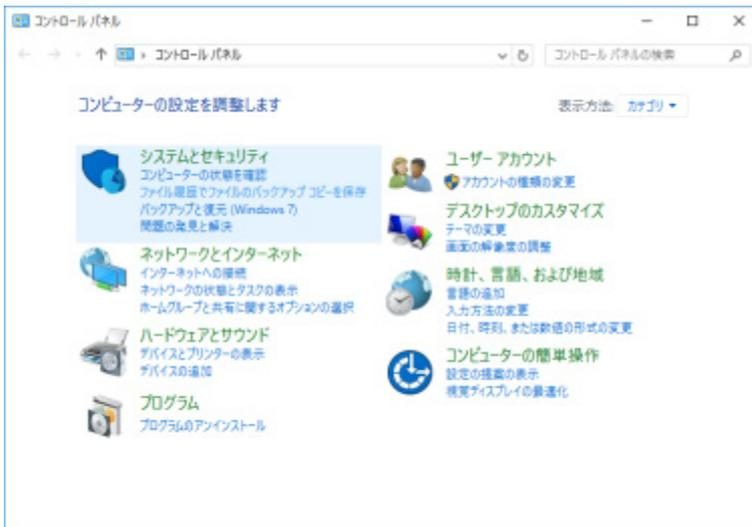 コントロール パネル
コントロール パネル
コントロール パネルの検索
コンピューターの設定を調整します
表示方法: カテゴリ
システムとセキュリティ
コンピューターの状態を確認
ファイル履歴でファイルのバックアップ コピーを保存
バックアップと復元 (Windows 7)
問題の発見と解決
ネットワークとインターネット
インターネットへの接続
ネットワークの状態とタスクの表示
ホームグループと共有に関するオプションの選択
ハードウェアとサウンド
デバイスとプリンターの表示
デバイスの追加
プログラム
プログラムのアンインストール
ユーザー アカウント
アカウントの種類の変更
デスクトップのカスタマイズ
テーマの変更
画面の解像度の調整
時計、言語、および地域
言語の追加
入力方法の変更
日付、時刻、または数値の形式の変更
コンピューターの簡単操作
設定の提案の表示
視覚ディスプレイの最適化